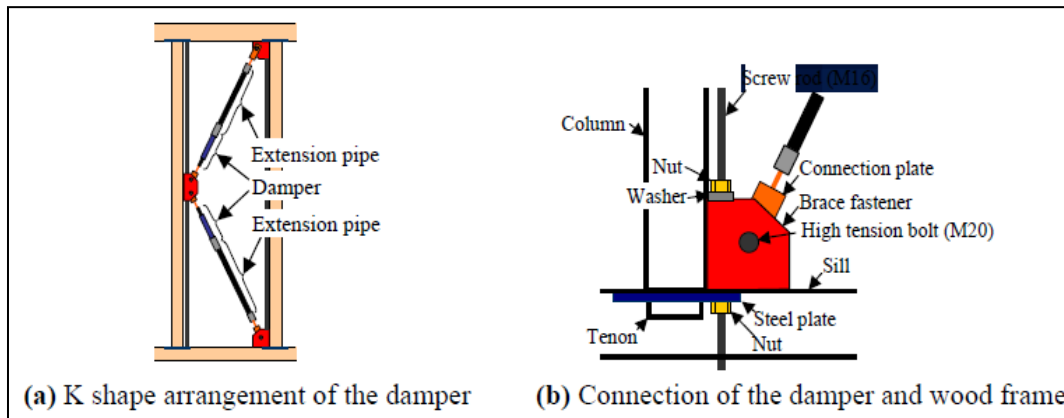 Extension pipe
Damper
Extension pipe
(a) K shape arrangement of the damper
Screw rod (M16)
Column
Nut
Washer
Connection plate
Brace fastener
High tension bolt (M20)
Sill
Steel plate
Tenon
Nut
(b) Connection of the damper and wood frame